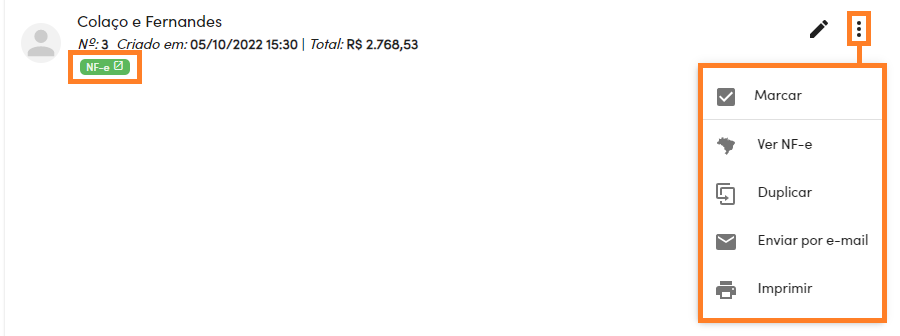 Colaço e Fernandes
Nº: 3 Criado em: 05/10/2022 15:30 | Total: R$ 2.768,53
NF-e
Marcar
Ver NF-e
Duplicar
Enviar por e-mail
Imprimir